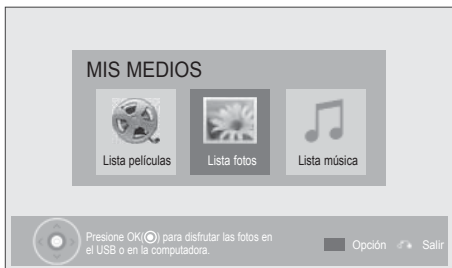 MIS MEDIOS
Lista películas
Lista fotos
Lista música
Presione OK(◉) para disfrutar las fotos en
el USB o en la computadora.
Opción
Salir